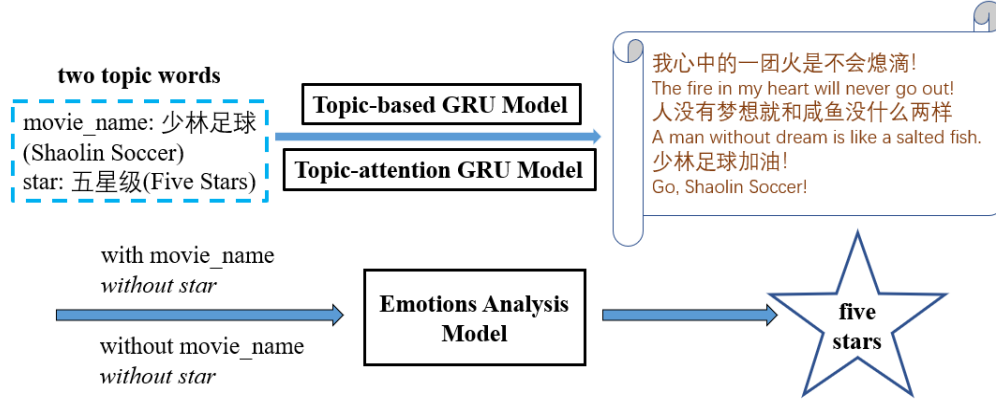 two topic words
movie_name: 少林足球
(Shaolin Soccer)
star: 五星级(Five Stars)
Topic-based GRU Model
Topic-attention GRU Model
我心中的一团火是不会熄滴!
The fire in my heart will never go out!
人没有梦想就和咸鱼没什么两样
A man without dream is like a salted fish.
少林足球加油!
Go, Shaolin Soccer!
with movie_name
without star
without movie_name
without star
Emotions Analysis
Model
five
stars